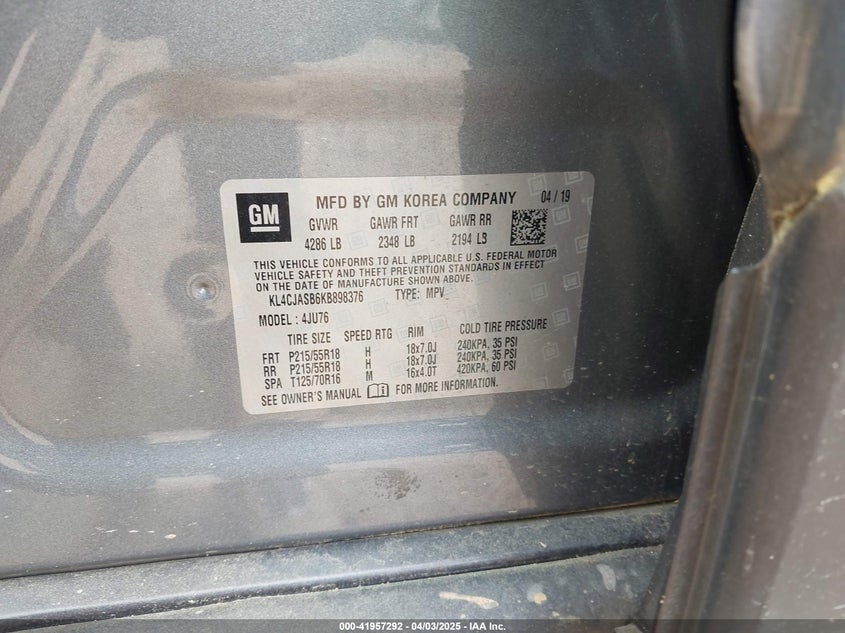 GM
MFD BY GM KOREA COMPANY 04 / 19
GVWR GAWR FRT GAWR RR
4286 LB 2348 LB 2194 LB
THIS VEHICLE CONFORMS TO ALL APPLICABLE U.S. FEDERAL MOTOR
VEHICLE SAFETY AND THEFT PREVENTION STANDARDS IN EFFECT
ON THE DATE OF MANUFACTURE SHOWN ABOVE.
KL4CJASB6KB898376 TYPE: MPV
MODEL : 4JU76
TIRE SIZE SPEED RTG RIM COLD TIRE PRESSURE
FRT P215/55R18 H 18x7.0J 240KPA, 35 PSI
RR P215/55R18 H 18x7.0J 240KPA, 35 PSI
SPA T125/70R16 M 16x4.0T 420KPA, 60 PSI
SEE OWNER'S MANUAL FOR MORE INFORMATION.
000-41957292 - 04/03/2025 - IAA Inc.